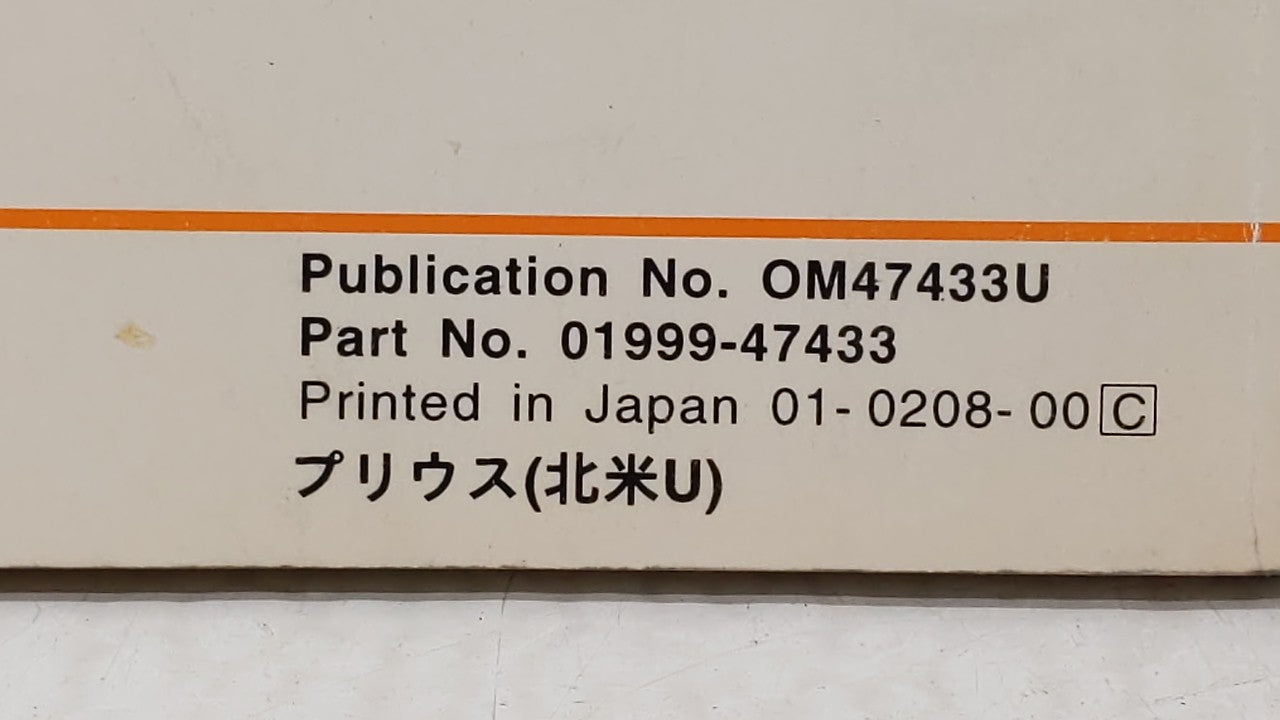 Publication No. OM47433U
Part No. 01999-47433
Printed in Japan 01-0208-00 C
プリウス(北米U)